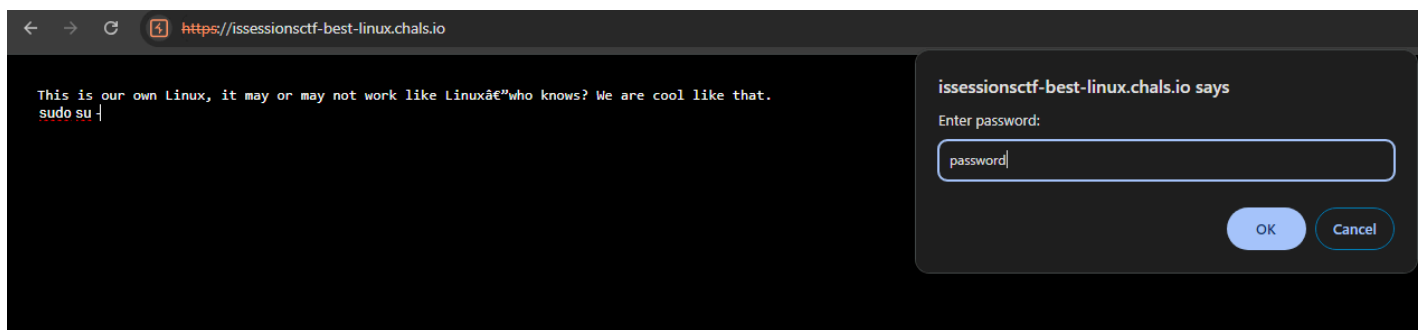 https://issessionsctf-best-linux.chals.io
This is our own Linux, it may or may not work like Linuxâ€”who knows? We are cool like that.
sudo su -
issessionsctf-best-linux.chals.io says
Enter password:
password
OK
Cancel